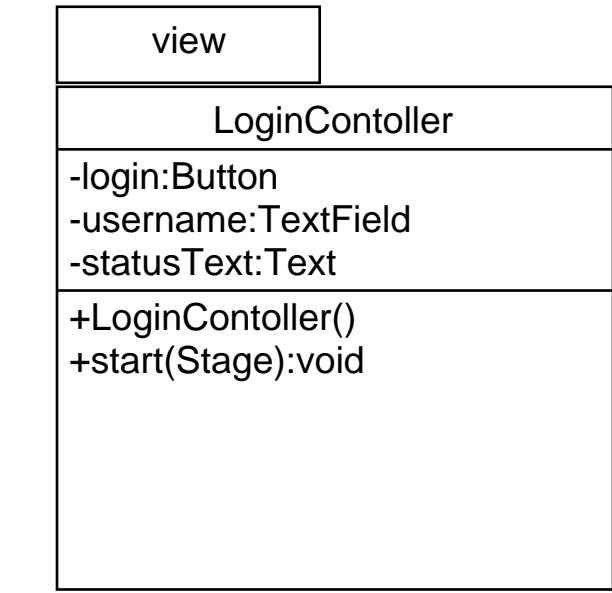 view
LoginContoller
-login:Button
-username:TextField
-statusText:Text
+LoginContoller()
+start(Stage):void